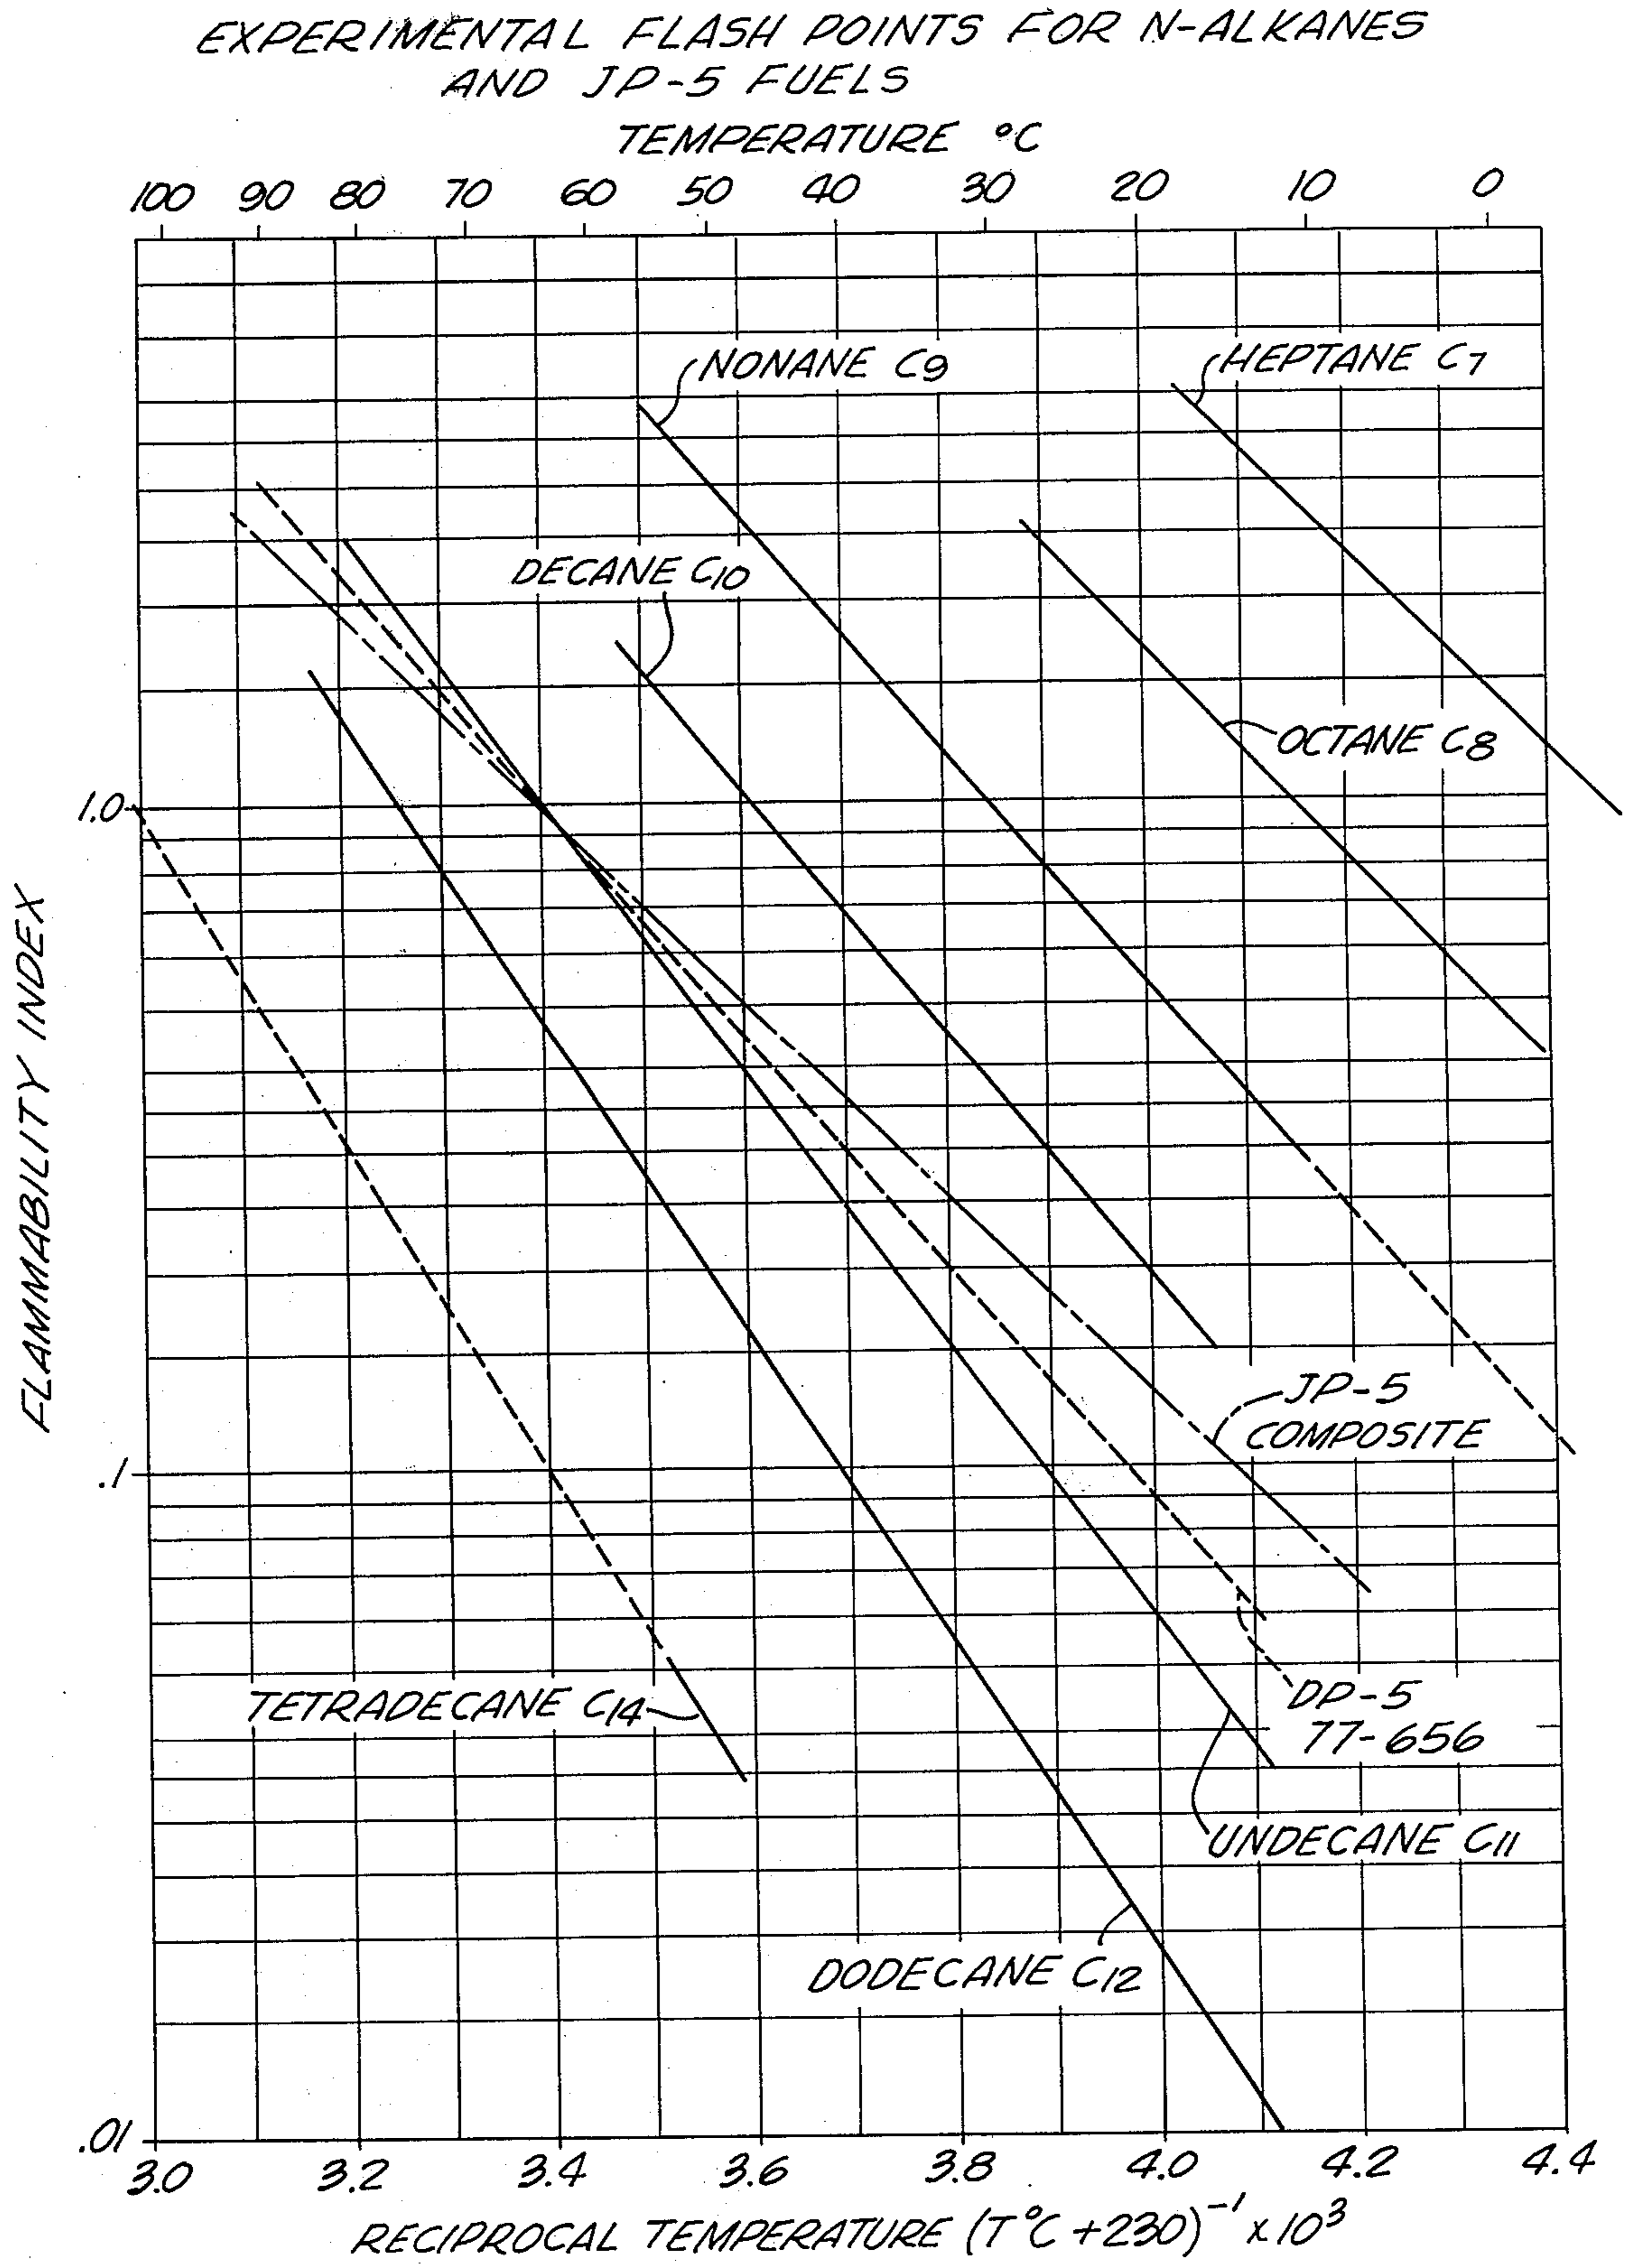 EXPERIMENTAL FLASH POINTS FOR N-ALKANES
AND JP-5 FUELS
TEMPERATURE °C
100 90 80 70 60 50 40 30 20 10 0
NONANE C9
HEPTANE C7
DECANE C10
OCTANE C8
1.0
FLAMMABILITY INDEX
JP-5
COMPOSITE
.1
TETRADECANE C14
DP-5
77-656
UNDECANE C11
DODECANE C12
.01
3.0 3.2 3.4 3.6 3.8 4.0 4.2 4.4
RECIPROCAL TEMPERATURE (T°C +230)⁻¹ x 10³